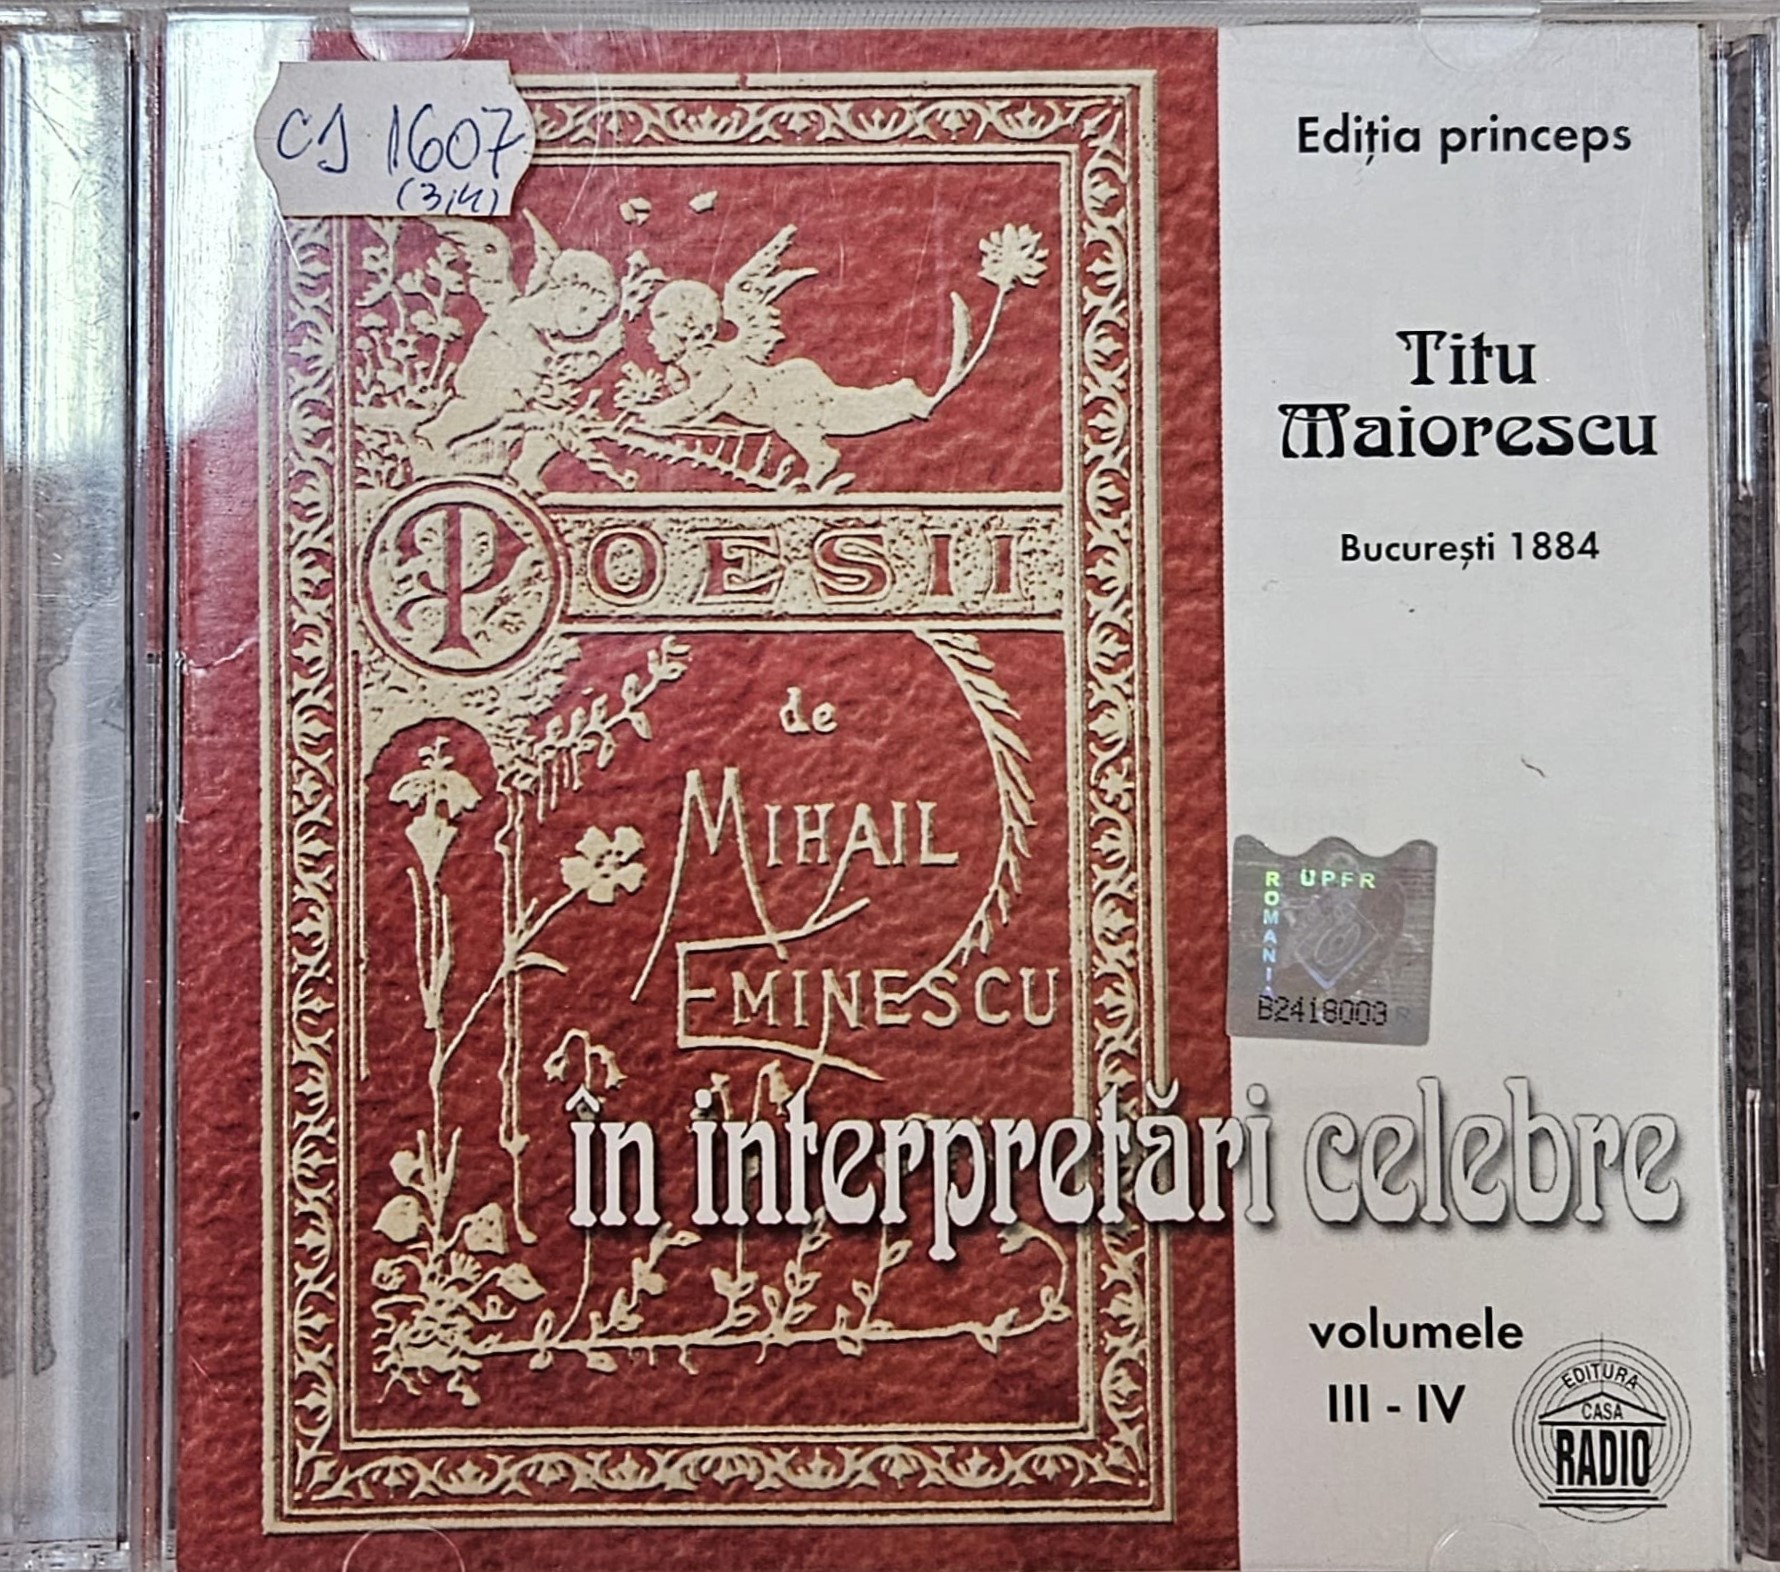 CD 1607
(3,4)
POESII
de
MIHAIL
EMINESCU
Ediția princeps
Titu
Maiorescu
București 1884
UPFR
ROMANIA
B2418003
în interpretări celebre
volumele
III - IV
EDITURA
CASA
RADIO